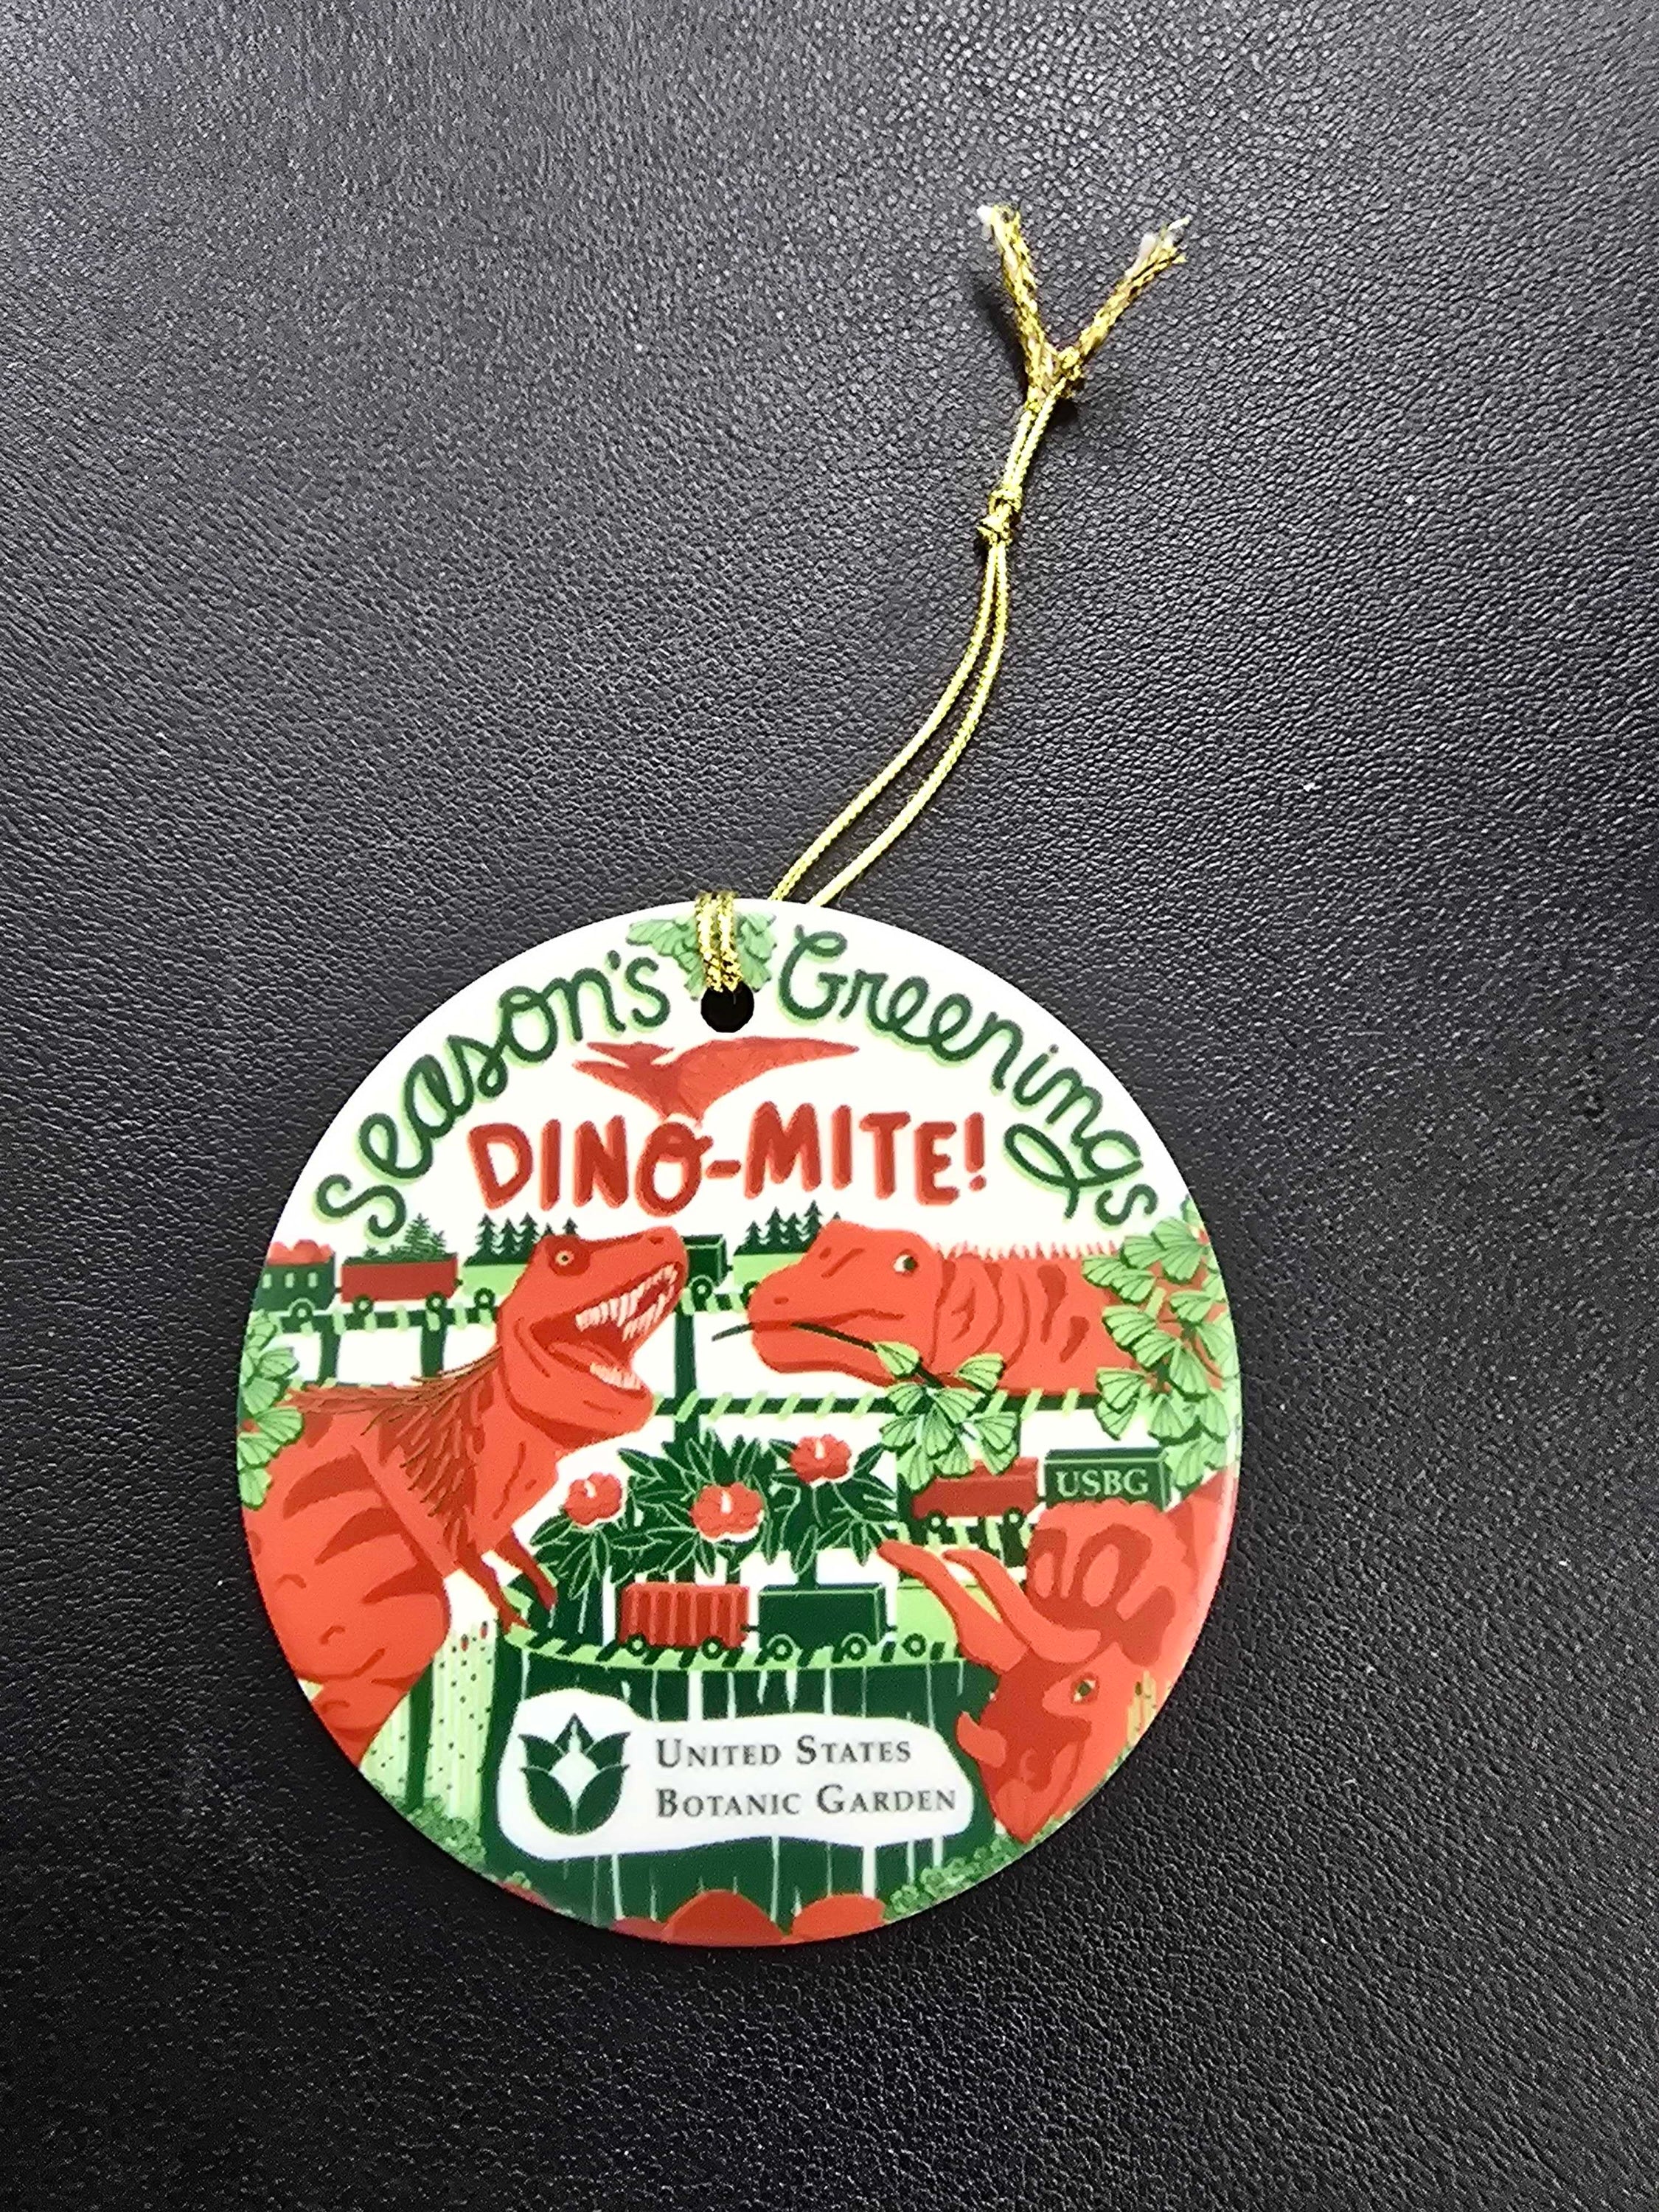 Season's Greenings
DINO-MITE!
USBG
UNITED STATES
BOTANIC GARDEN